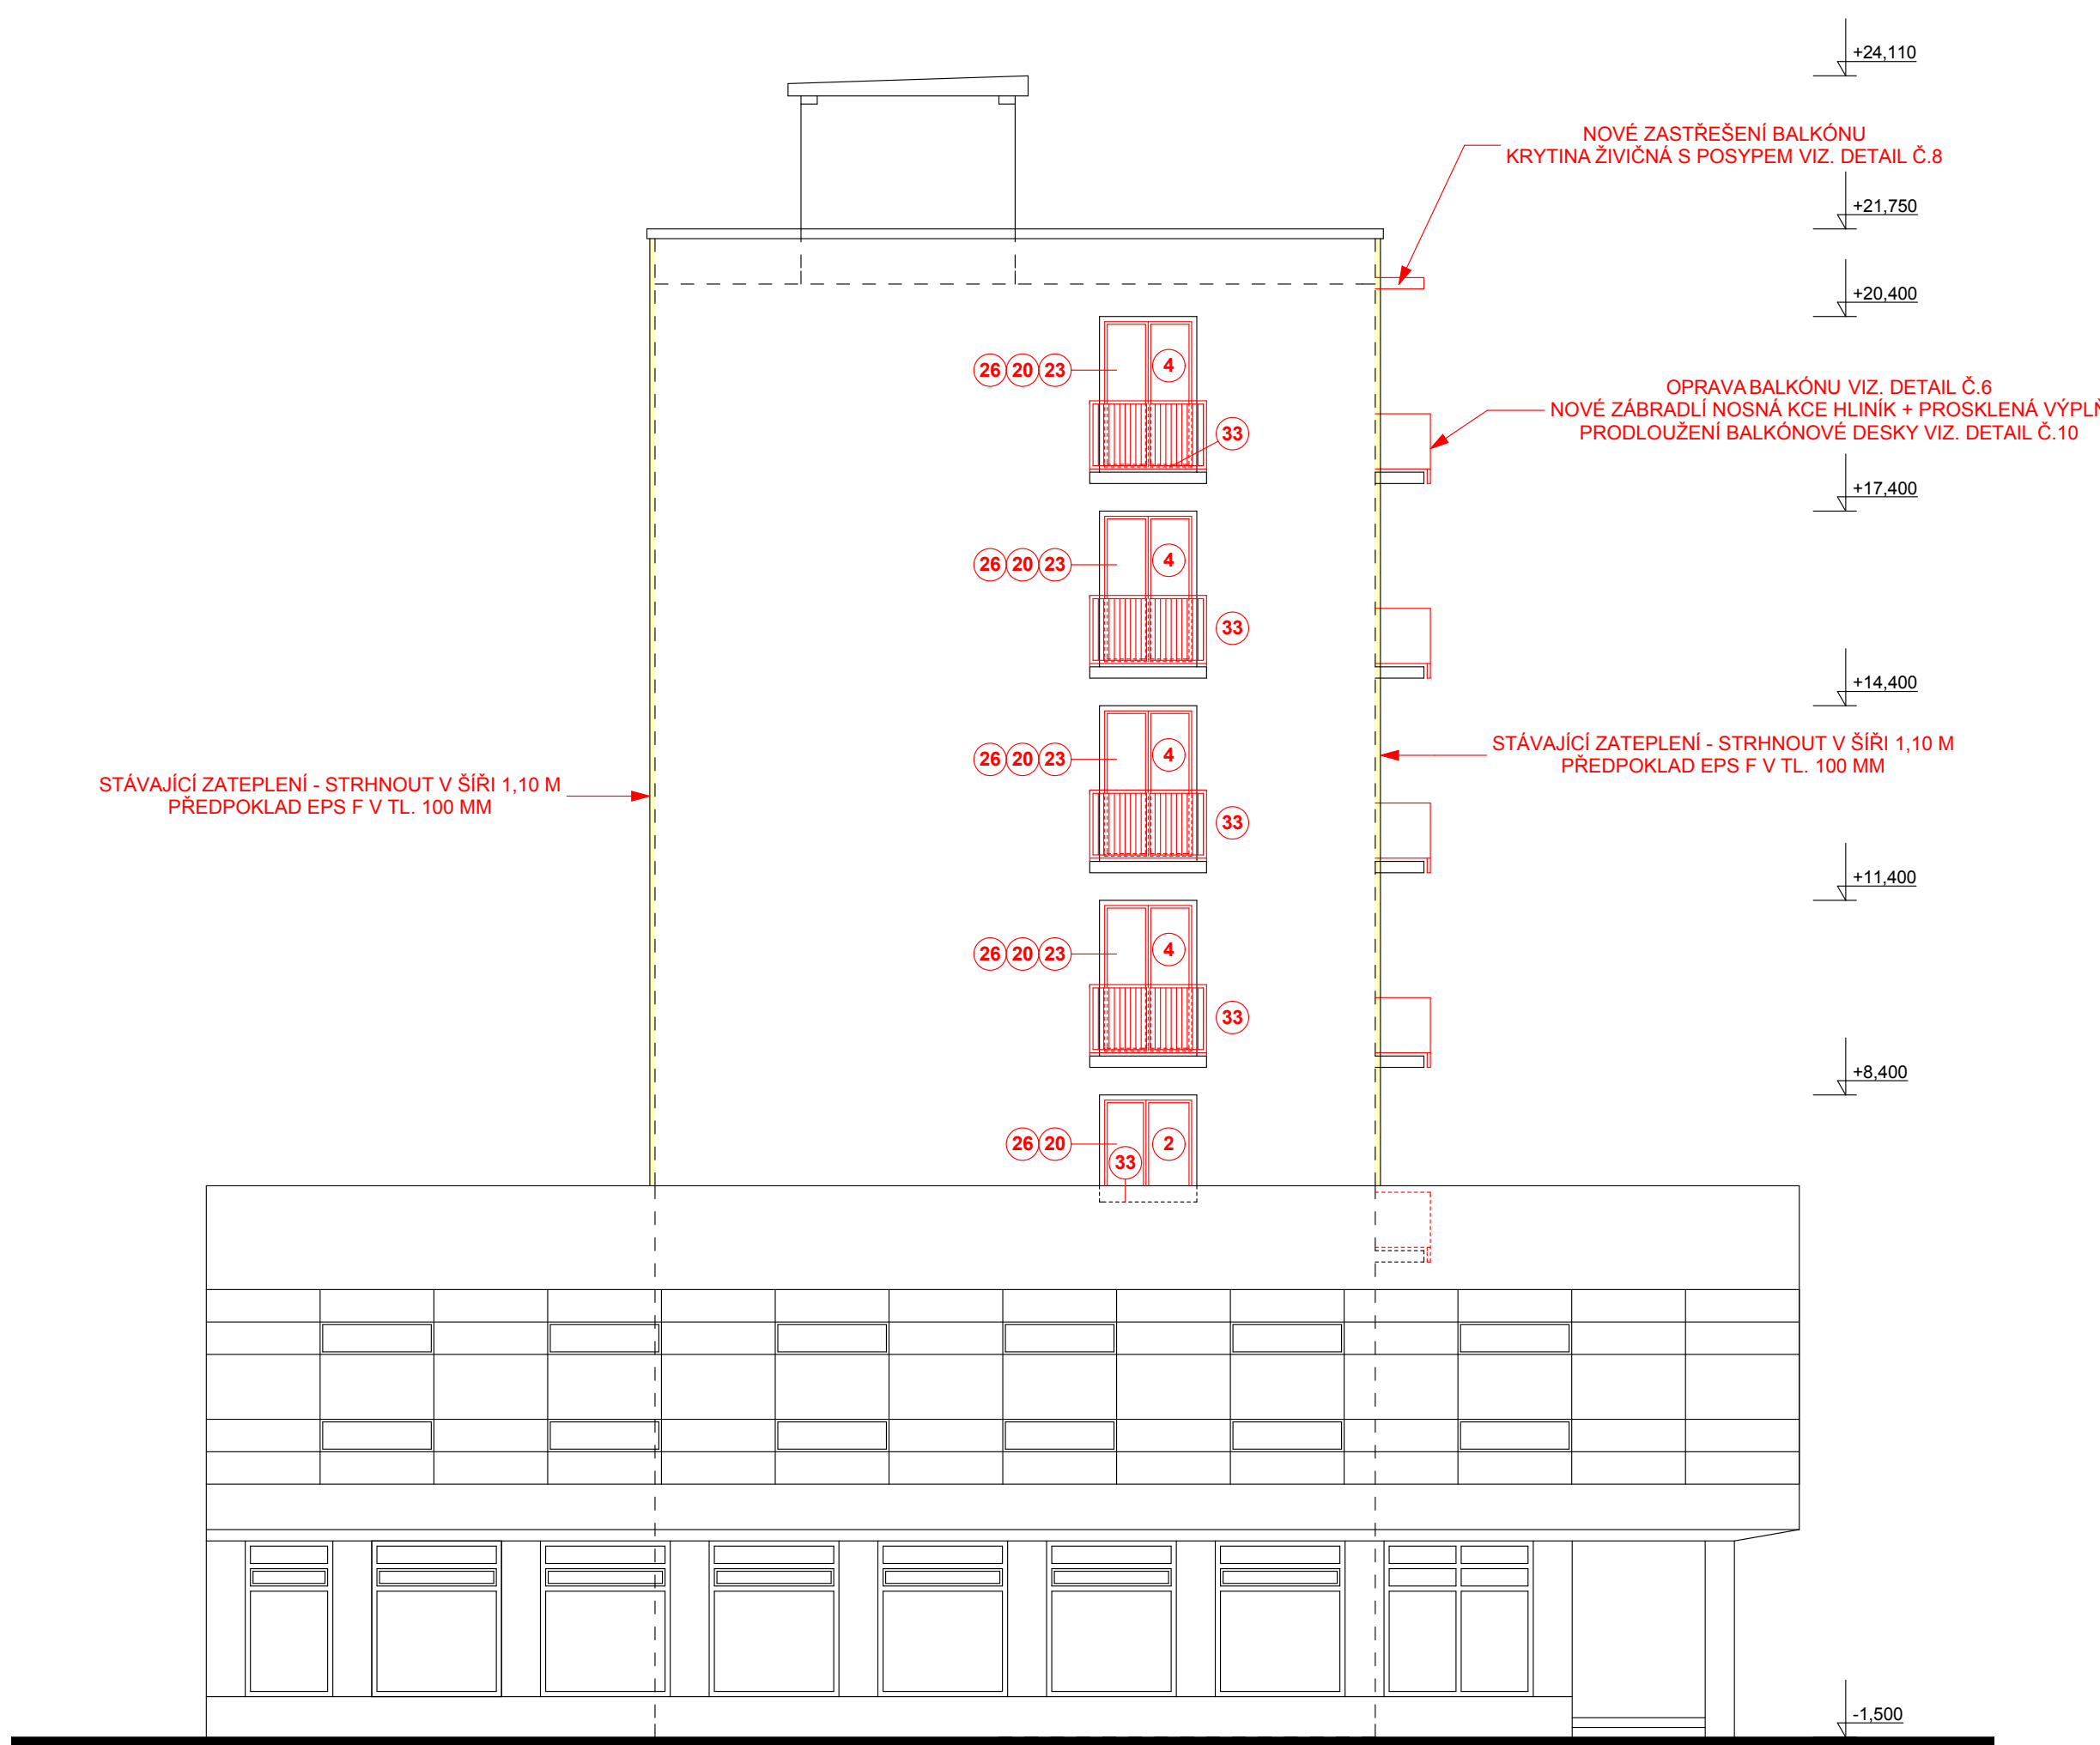 +24,110
NOVÉ ZASTŘEŠENÍ BALKÓNU
KRYTINA ŽIVIČNÁ S POSYPEM VIZ. DETAIL Č.8
+21,750
+20,400
26 20 23
4
33
OPRAVA BALKÓNU VIZ. DETAIL Č.6
NOVÉ ZÁBRADLÍ NOSNÁ KCE HLINÍK + PROSKLENÁ VÝPLŇ
PRODLOUŽENÍ BALKÓNOVÉ DESKY VIZ. DETAIL Č.10
+17,400
26 20 23
4
33
+14,400
STÁVAJÍCÍ ZATEPLENÍ - STRHNOUT V ŠÍŘI 1,10 M
PŘEDPOKLAD EPS F V TL. 100 MM
26 20 23
4
33
STÁVAJÍCÍ ZATEPLENÍ - STRHNOUT V ŠÍŘI 1,10 M
PŘEDPOKLAD EPS F V TL. 100 MM
+11,400
26 20 23
4
33
+8,400
26 20
2
33
-1,500